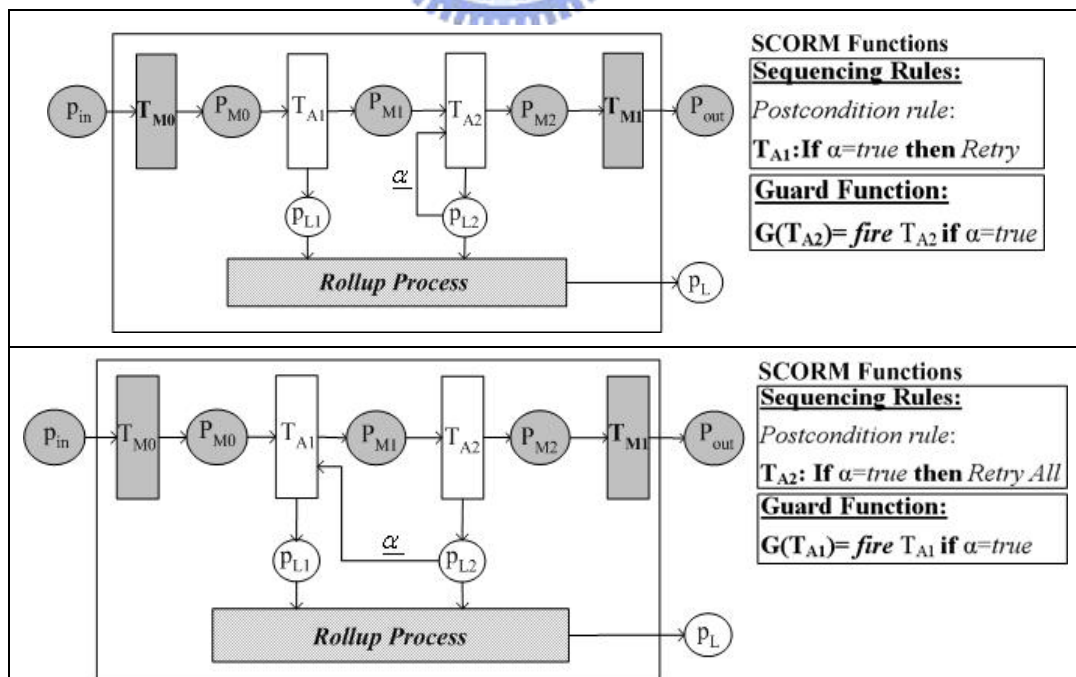 SCORM Functions
Sequencing Rules:
Postcondition rule:
T_A1:If α=true then Retry
Guard Function:
G(T_A2)= fire T_A2 if α=true
p_in T_M0 P_M0 T_A1 P_M1 T_A2 P_M2 T_M1 P_out
α
p_L1 p_L2
Rollup Process p_L
SCORM Functions
Sequencing Rules:
Postcondition rule:
T_A2: If α=true then Retry All
Guard Function:
G(T_A1)= fire T_A1 if α=true
p_in T_M0 P_M0 T_A1 P_M1 T_A2 P_M2 T_M1 P_out
α
p_L1 p_L2
Rollup Process p_L